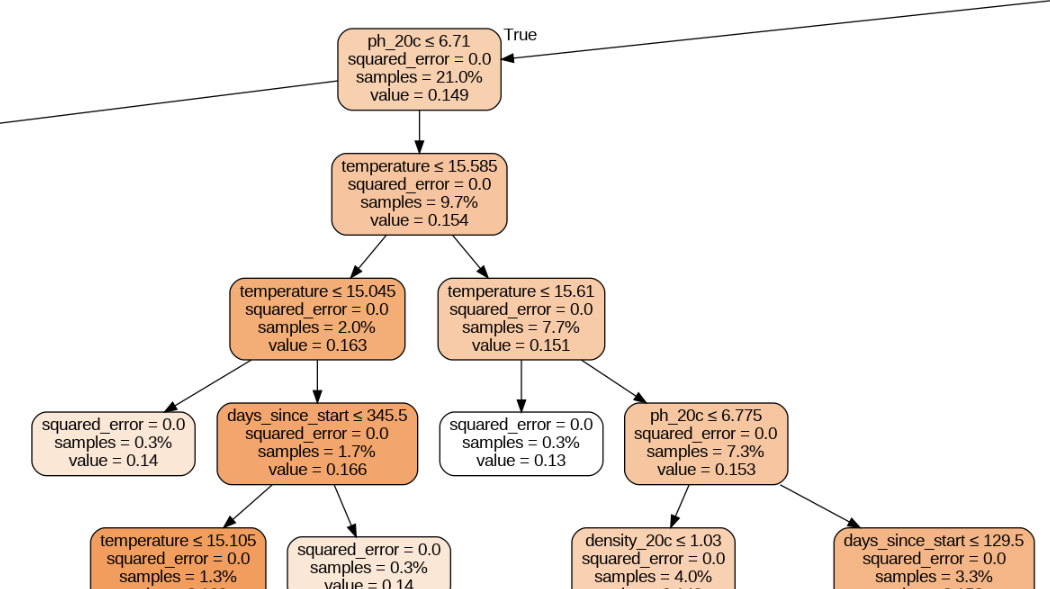 True
ph_20c ≤ 6.71
squared_error = 0.0
samples = 21.0%
value = 0.149
temperature ≤ 15.585
squared_error = 0.0
samples = 9.7%
value = 0.154
temperature ≤ 15.045
squared_error = 0.0
samples = 2.0%
value = 0.163
temperature ≤ 15.61
squared_error = 0.0
samples = 7.7%
value = 0.151
squared_error = 0.0
samples = 0.3%
value = 0.14
days_since_start ≤ 345.5
squared_error = 0.0
samples = 1.7%
value = 0.166
squared_error = 0.0
samples = 0.3%
value = 0.13
ph_20c ≤ 6.775
squared_error = 0.0
samples = 7.3%
value = 0.153
temperature ≤ 15.105
squared_error = 0.0
samples = 1.3%
squared_error = 0.0
samples = 0.3%
value = 0.14
density_20c ≤ 1.03
squared_error = 0.0
samples = 4.0%
days_since_start ≤ 129.5
squared_error = 0.0
samples = 3.3%